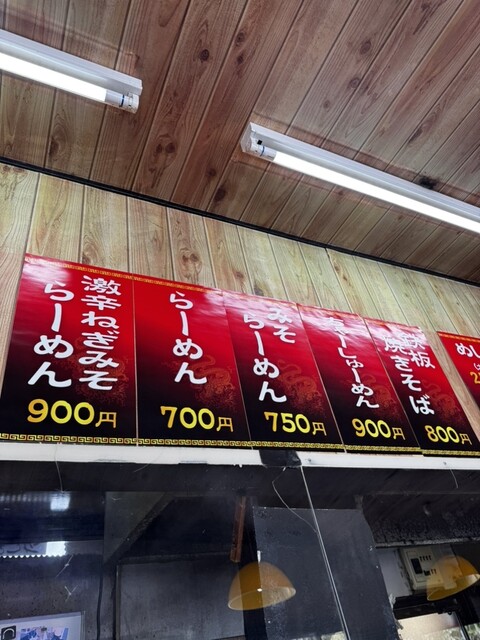 激辛ねぎみそ
らーめん
900円
らーめん
700円
みそ
らーめん
750円
ーしゅーめん
900円
板
焼きそば
800円
めし